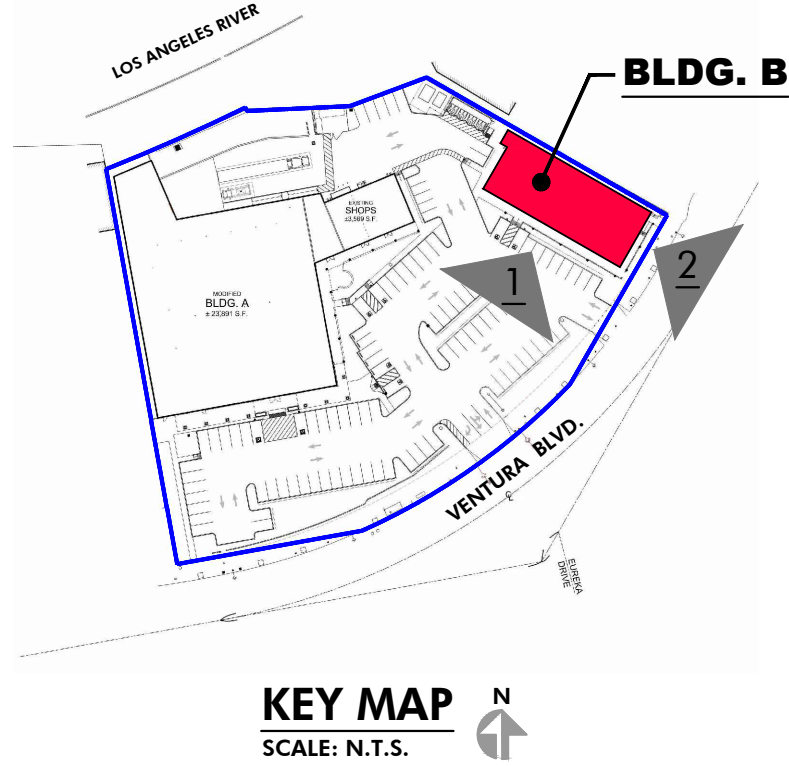 LOS ANGELES RIVER
BLDG. B
EXISTING
SHOPS
±3,569 S.F.
MODIFIED
BLDG. A
± 23,891 S.F.
1
2
VENTURA BLVD.
EUREKA
DRIVE
KEY MAP
SCALE: N.T.S.
N